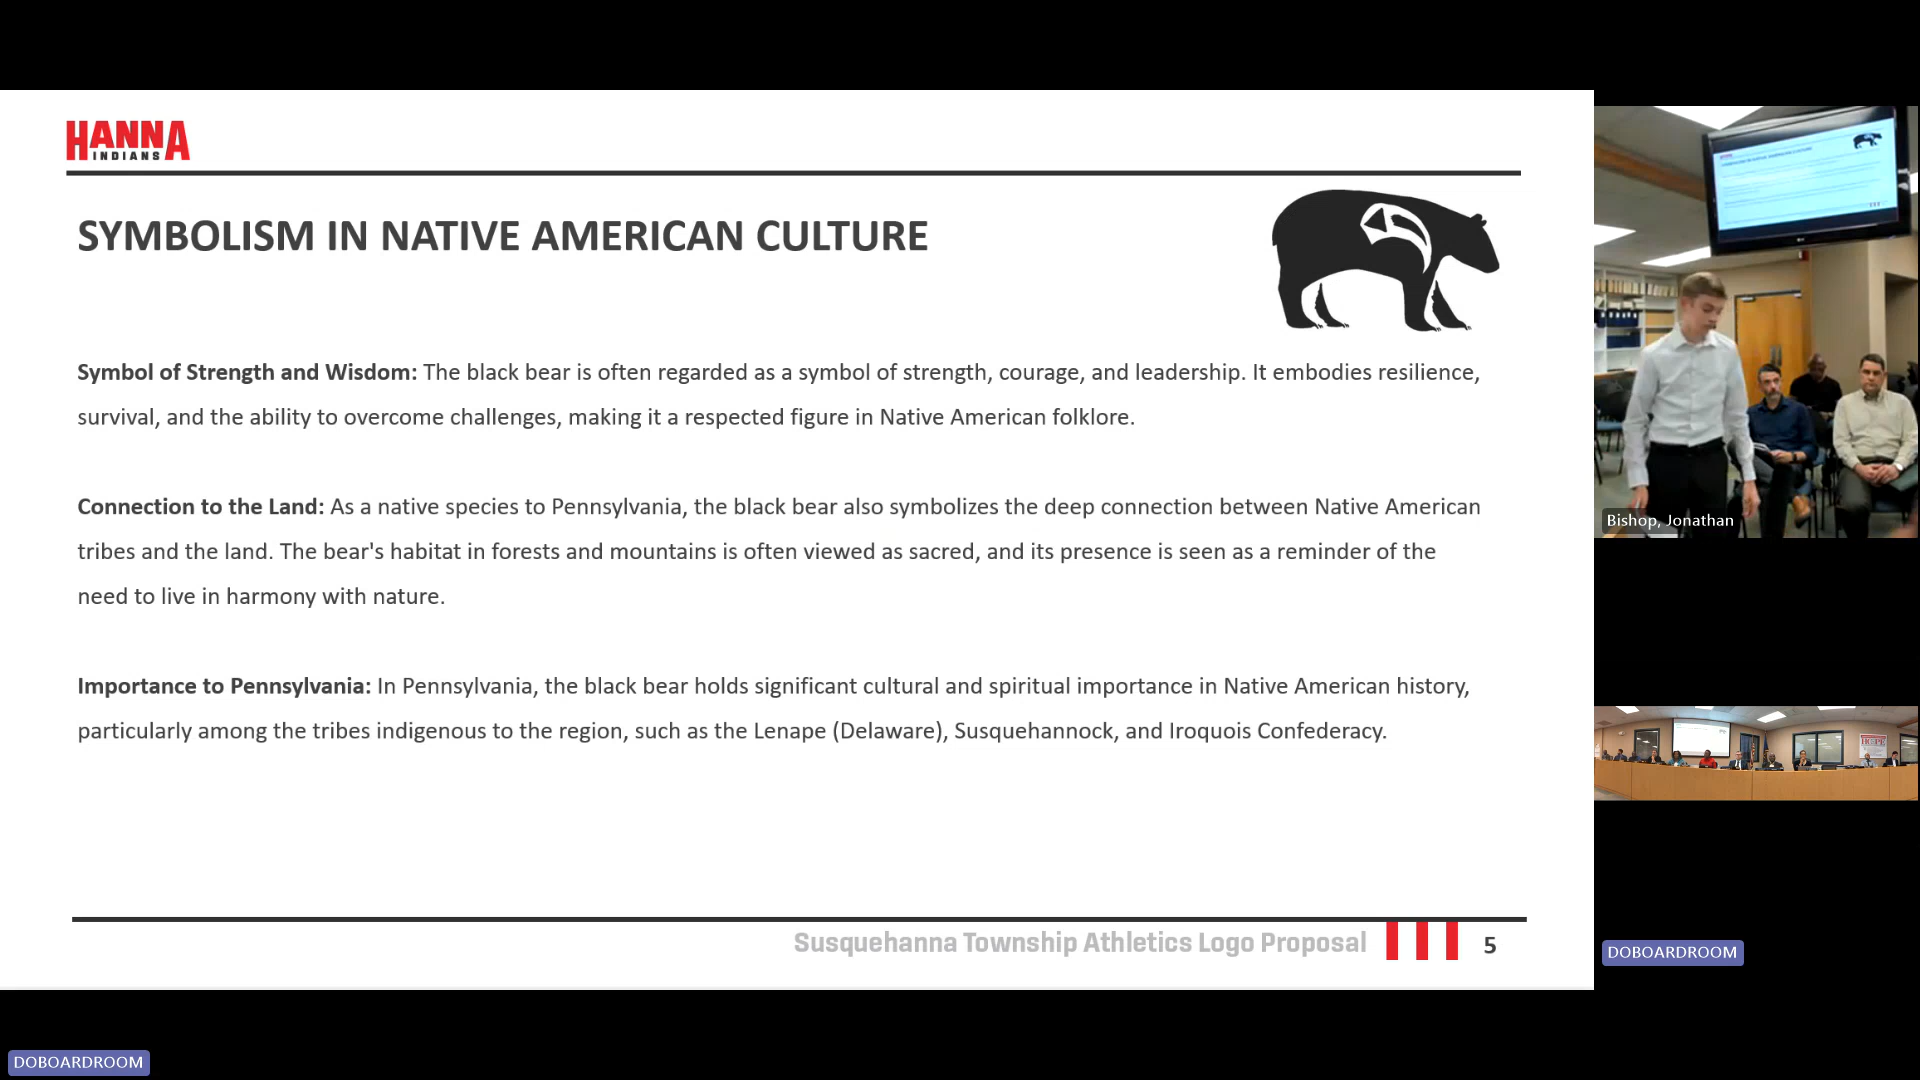 HANNA
INDIANS
SYMBOLISM IN NATIVE AMERICAN CULTURE
Symbol of Strength and Wisdom: The black bear is often regarded as a symbol of strength, courage, and leadership. It embodies resilience,
survival, and the ability to overcome challenges, making it a respected figure in Native American folklore.
Connection to the Land: As a native species to Pennsylvania, the black bear also symbolizes the deep connection between Native American
tribes and the land. The bear's habitat in forests and mountains is often viewed as sacred, and its presence is seen as a reminder of the
need to live in harmony with nature.
Importance to Pennsylvania: In Pennsylvania, the black bear holds significant cultural and spiritual importance in Native American history,
particularly among the tribes indigenous to the region, such as the Lenape (Delaware), Susquehannock, and Iroquois Confederacy.
Susquehanna Township Athletics Logo Proposal
5
Bishop, Jonathan
DOBOARDROOM
DOBOARDROOM